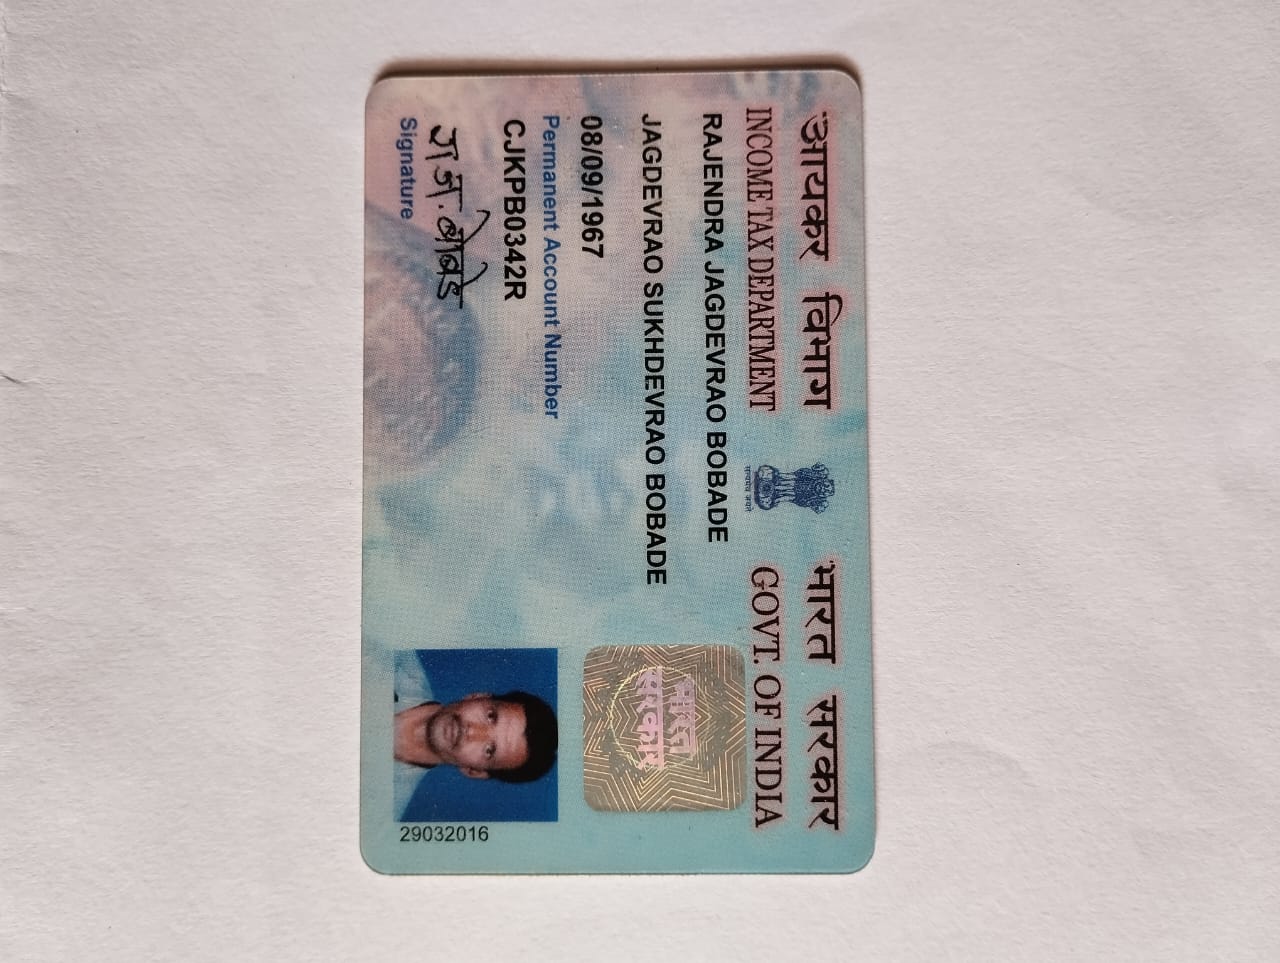 आयकर विभाग
INCOME TAX DEPARTMENT
सत्यमेव जयते
भारत सरकार
GOVT. OF INDIA
RAJENDRA JAGDEVRAO BOBADE
JAGDEVRAO SUKHDEVRAO BOBADE
08/09/1967
Permanent Account Number
CJKPB0342R
भारत
सरकार
Signature
29032016